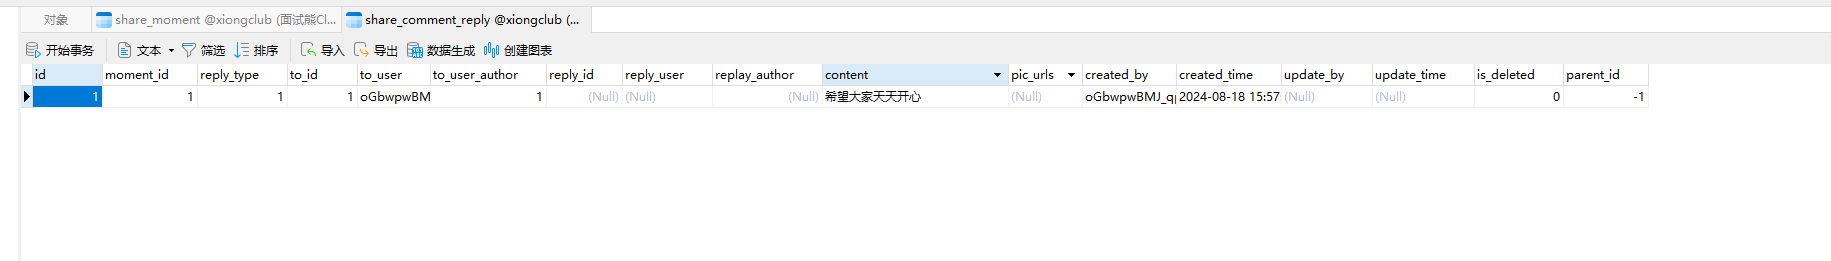 对象 share_moment @xiongclub (面试熊Cl... share_comment_reply @xiongclub (...
开始事务 文本 筛选 排序 导入 导出 数据生成 创建图表
id moment_id reply_type to_id to_user to_user_author reply_id reply_user replay_author content pic_urls created_by created_time update_by update_time is_deleted parent_id
1 1 1 1 oGbwpwBM 1 (Null) (Null) (Null) 希望大家天天开心 (Null) oGbwpwBMJ_q 2024-08-18 15:57 (Null) (Null) 0 -1